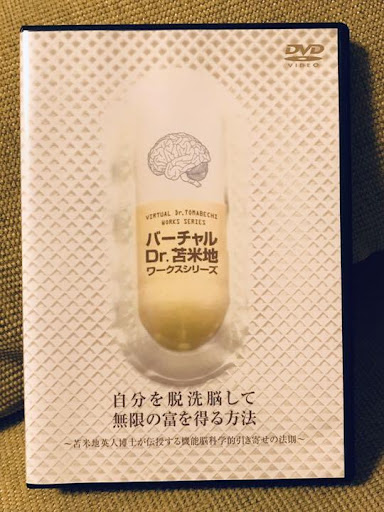 DVD
VIDEO
VIRTUAL Dr.TOMABECHI
WORKS SERIES
バーチャル
Dr.苫米地
ワークスシリーズ
自分を脱洗脳して
無限の富を得る方法
～苫米地英人博士が伝授する機能脳科学的引き寄せの法則～